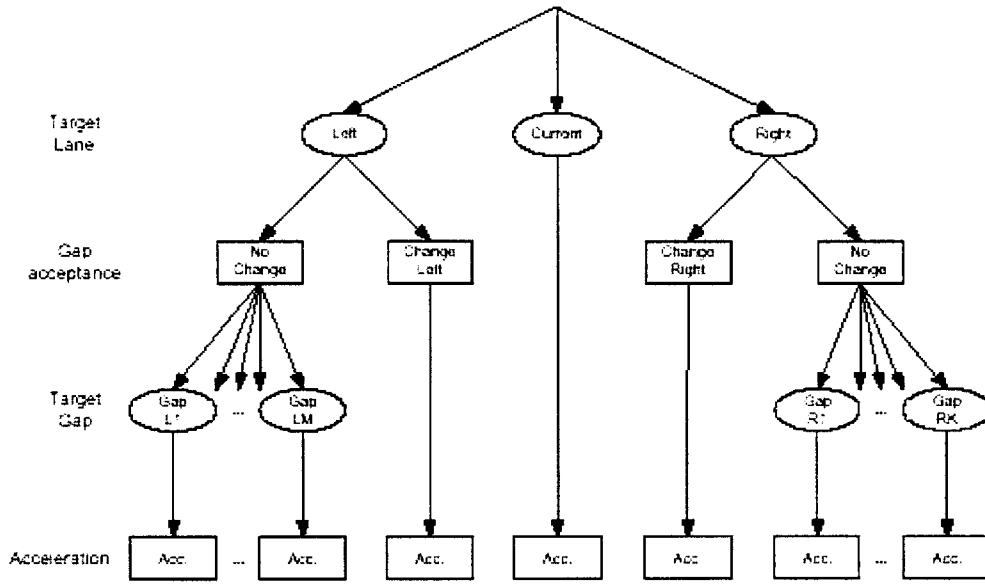 Target
Lane
Left
Current
Right
Gap
acceptance
No
Change
Change
Left
Change
Right
No
Change
Target
Gap
Gap
L1
...
Gap
LM
Gap
R1
...
Gap
RK
Acceleration
Acc.
...
Acc.
Acc.
Acc.
Acc.
Acc.
...
Acc.